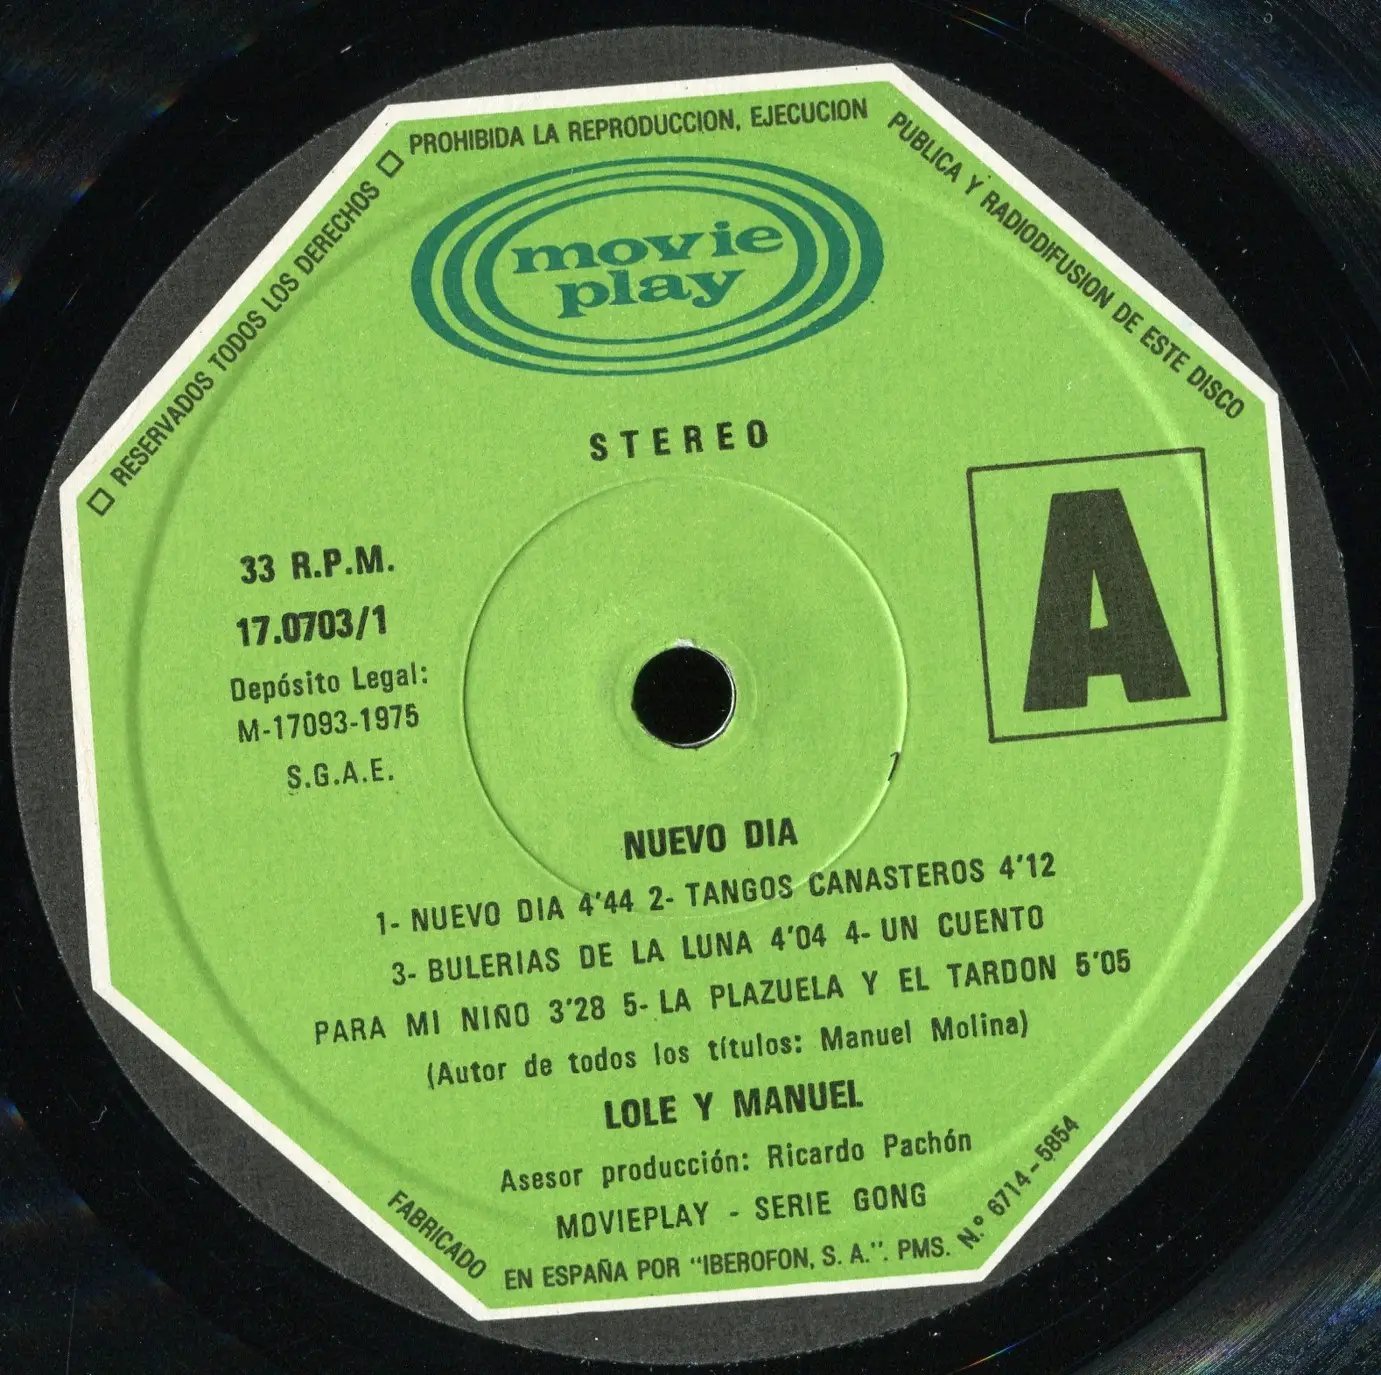 □ RESERVADOS TODOS LOS DERECHOS □ PROHIBIDA LA REPRODUCCION, EJECUCION PUBLICA Y RADIODIFUSION DE ESTE DISCO
movie
play
STEREO
A
33 R.P.M.
17.0703/1
Depósito Legal:
M-17093-1975
S.G.A.E.
1
NUEVO DIA
1- NUEVO DIA 4'44 2- TANGOS CANASTEROS 4'12
3- BULERIAS DE LA LUNA 4'04 4- UN CUENTO
PARA MI NIÑO 3'28 5- LA PLAZUELA Y EL TARDON 5'05
(Autor de todos los títulos: Manuel Molina)
LOLE Y MANUEL
Asesor producción: Ricardo Pachón
MOVIEPLAY - SERIE GONG
FABRICADO EN ESPAÑA POR "IBEROFON, S. A.". PMS. N.º 6714-5854